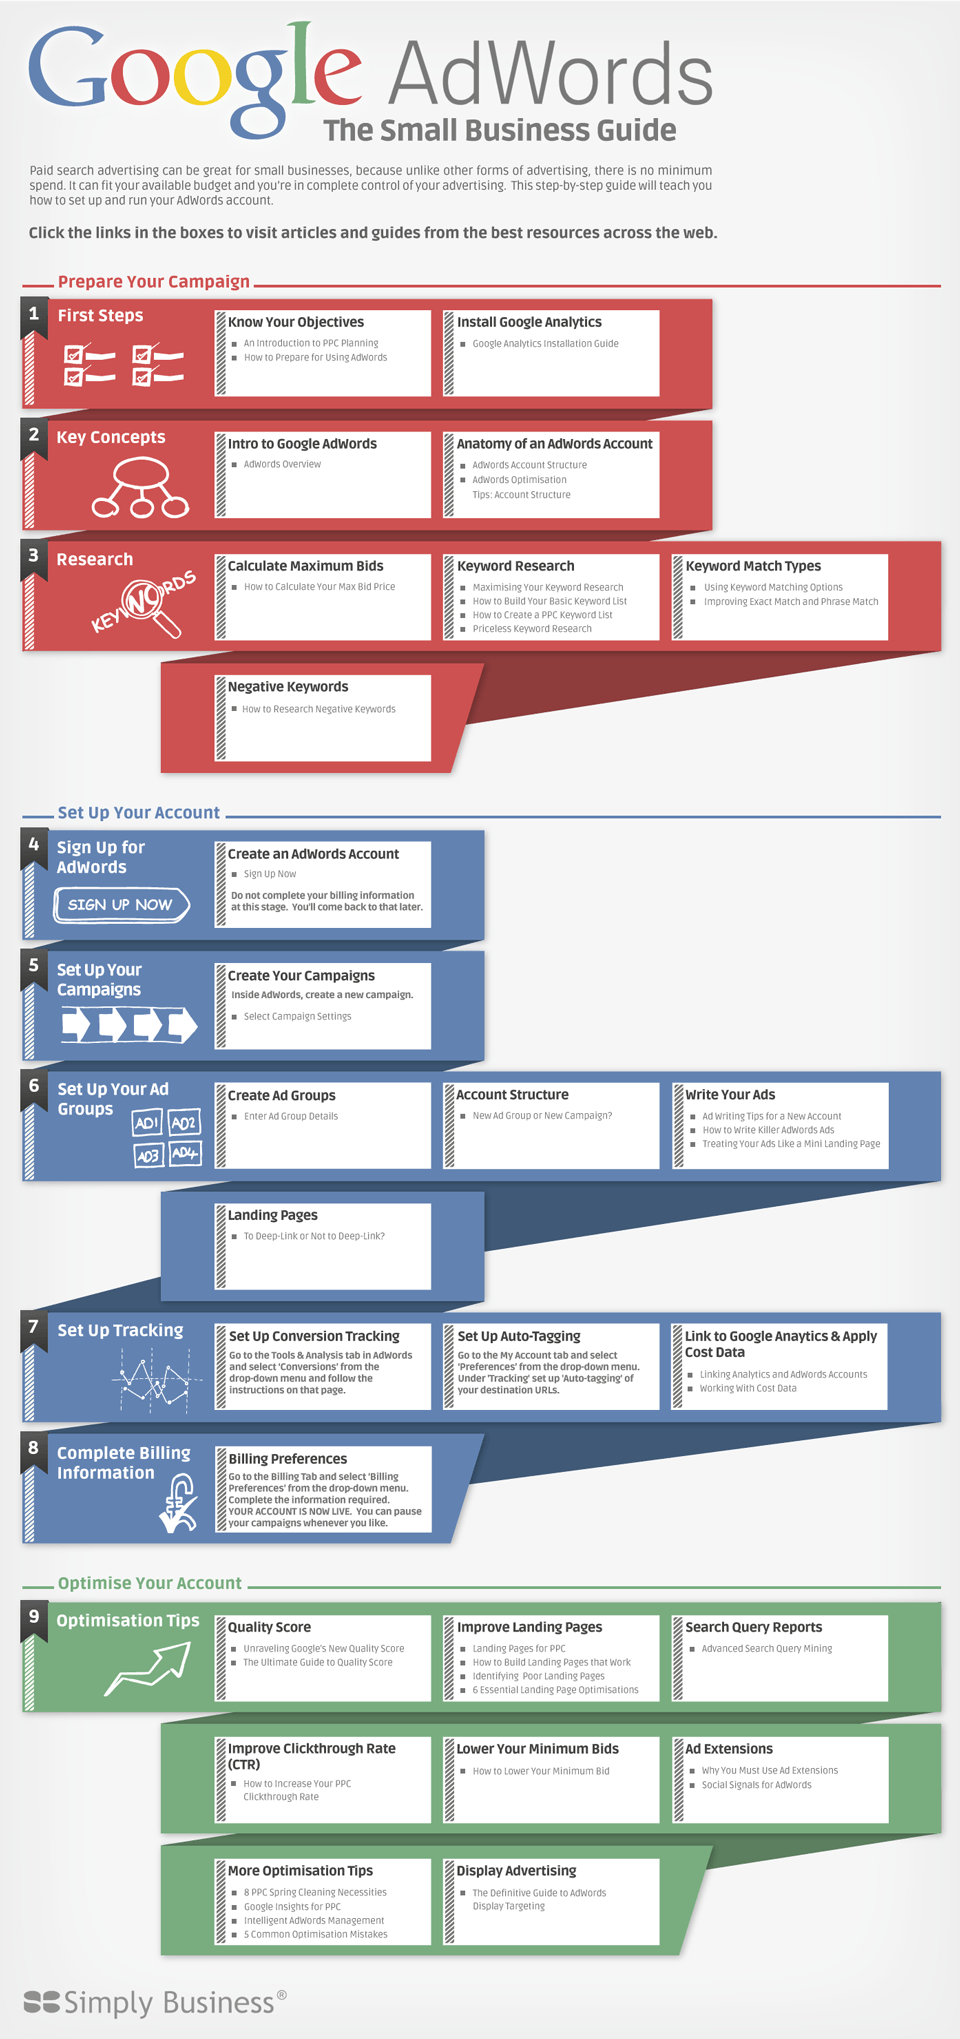 Google AdWords
The Small Business Guide
Paid search advertising can be great for small businesses, because unlike other forms of advertising, there is no minimum
spend. It can fit your available budget and you're in complete control of your advertising. This step-by-step guide will teach you
how to set up and run your AdWords account.
Click the links in the boxes to visit articles and guides from the best resources across the web.
Prepare Your Campaign
1
First Steps
Know Your Objectives
An Introduction to PPC Planning
How to Prepare for Using AdWords
Install Google Analytics
Google Analytics Installation Guide
2
Key Concepts
Intro to Google AdWords
AdWords Overview
Anatomy of an AdWords Account
AdWords Account Structure
AdWords Optimisation
Tips: Account Structure
3
Research
KEYWORDS
Calculate Maximum Bids
How to Calculate Your Max Bid Price
Keyword Research
Maximising Your Keyword Research
How to Build Your Basic Keyword List
How to Create a PPC Keyword List
Priceless Keyword Research
Keyword Match Types
Using Keyword Matching Options
Improving Exact Match and Phrase Match
Negative Keywords
How to Research Negative Keywords
Set Up Your Account
4
Sign Up for
AdWords
SIGN UP NOW
Create an AdWords Account
Sign Up Now
Do not complete your billing information
at this stage. You'll come back to that later.
5
Set Up Your
Campaigns
Create Your Campaigns
Inside AdWords, create a new campaign.
Select Campaign Settings
6
Set Up Your Ad
Groups
AD1
AD2
AD3
AD4
Create Ad Groups
Enter Ad Group Details
Account Structure
New Ad Group or New Campaign?
Write Your Ads
Ad Writing Tips for a New Account
How to Write Killer AdWords Ads
Treating Your Ads Like a Mini Landing Page
Landing Pages
To Deep-Link or Not to Deep-Link?
7
Set Up Tracking
Set Up Conversion Tracking
Go to the Tools & Analysis tab in AdWords
and select 'Conversions' from the
drop-down menu and follow the
instructions on that page.
Set Up Auto-Tagging
Go to the My Account tab and select
'Preferences' from the drop-down menu.
Under 'Tracking' set up 'Auto-tagging' of
your destination URLs.
Link to Google Anaytics & Apply
Cost Data
Linking Analytics and AdWords Accounts
Working With Cost Data
8
Complete Billing
Information
£
Billing Preferences
Go to the Billing Tab and select 'Billing
Preferences' from the drop-down menu.
Complete the information required.
YOUR ACCOUNT IS NOW LIVE. You can pause
your campaigns whenever you like.
Optimise Your Account
9
Optimisation Tips
Quality Score
Unraveling Google's New Quality Score
The Ultimate Guide to Quality Score
Improve Landing Pages
Landing Pages for PPC
How to Build Landing Pages that Work
Identifying Poor Landing Pages
6 Essential Landing Page Optimisations
Search Query Reports
Advanced Search Query Mining
Improve Clickthrough Rate
(CTR)
How to Increase Your PPC
Clickthrough Rate
Lower Your Minimum Bids
How to Lower Your Minimum Bid
Ad Extensions
Why You Must Use Ad Extensions
Social Signals for AdWords
More Optimisation Tips
8 PPC Spring Cleaning Necessities
Google Insights for PPC
Intelligent AdWords Management
5 Common Optimisation Mistakes
Display Advertising
The Definitive Guide to AdWords
Display Targeting
Simply Business®